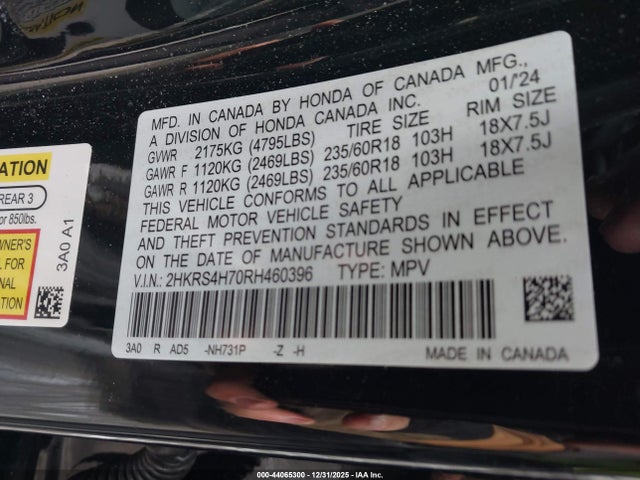 MFD. IN CANADA BY HONDA OF CANADA MFG.,
A DIVISION OF HONDA CANADA INC. 01/'24
GVWR 2175KG (4795LBS) TIRE SIZE RIM SIZE
GAWR F 1120KG (2469LBS) 235/60R18 103H 18X7.5J
GAWR R 1120KG (2469LBS) 235/60R18 103H 18X7.5J
THIS VEHICLE CONFORMS TO ALL APPLICABLE
FEDERAL MOTOR VEHICLE SAFETY
AND THEFT PREVENTION STANDARDS IN EFFECT
ON THE DATE OF MANUFACTURE SHOWN ABOVE.
V.I.N.: 2HKRS4H70RH460396 TYPE: MPV
3A0 R AD5 -NH731P -Z -H MADE IN CANADA
REAR 3
or 850lbs.
3A0 A1
000-44065300 - 12/31/2025 - IAA Inc.